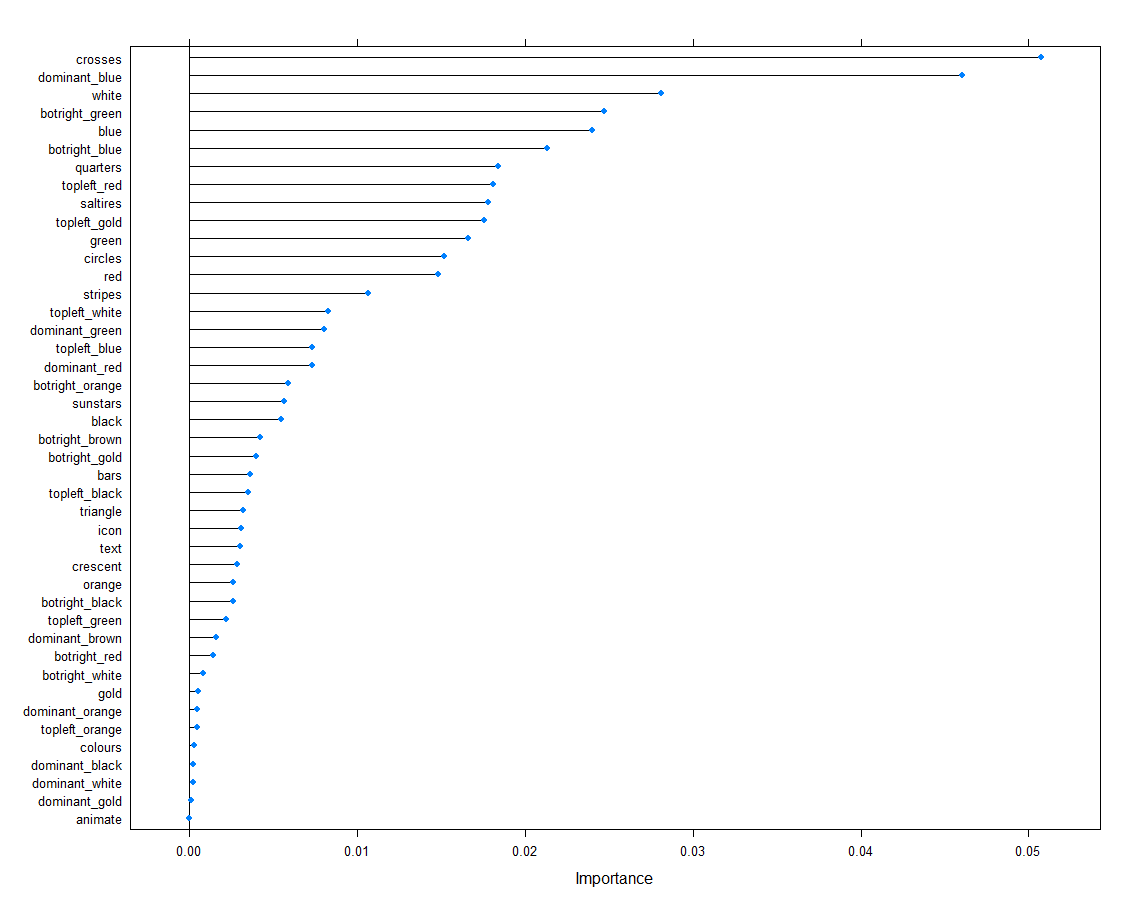 crosses
dominant_blue
white
botright_green
blue
botright_blue
quarters
topleft_red
saltires
topleft_gold
green
circles
red
stripes
topleft_white
dominant_green
topleft_blue
dominant_red
botright_orange
sunstars
black
botright_brown
botright_gold
bars
topleft_black
triangle
icon
text
crescent
orange
botright_black
topleft_green
dominant_brown
botright_red
botright_white
gold
dominant_orange
topleft_orange
colours
dominant_black
dominant_white
dominant_gold
animate
0.00 0.01 0.02 0.03 0.04 0.05
Importance